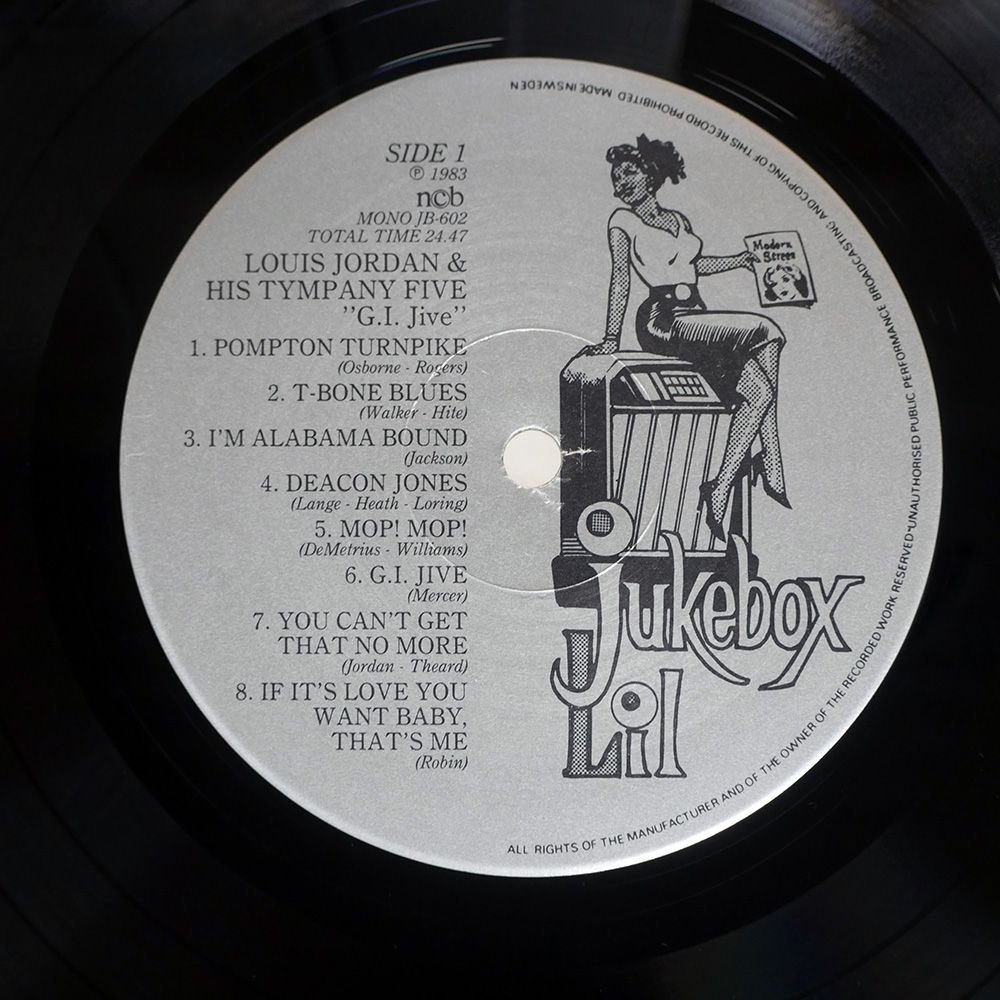 SIDE 1
℗ 1983
ncb
MONO JB-602
TOTAL TIME 24.47
LOUIS JORDAN &
HIS TYMPANY FIVE
"G.I. Jive"
1. POMPTON TURNPIKE
(Osborne - Rogers)
2. T-BONE BLUES
(Walker - Hite)
3. I'M ALABAMA BOUND
(Jackson)
4. DEACON JONES
(Lange - Heath - Loring)
5. MOP! MOP!
(DeMetrius - Williams)
6. G.I. JIVE
(Mercer)
7. YOU CAN'T GET
THAT NO MORE
(Jordan - Theard)
8. IF IT'S LOVE YOU
WANT BABY,
THAT'S ME
(Robin)
Modern
Screen
Jukebox
Lil
ALL RIGHTS OF THE MANUFACTURER AND OF THE OWNER OF THE RECORDED WORK RESERVED-UNAUTHORISED PUBLIC PERFORMANCE BROADCASTING AND COPYING OF THIS RECORD PROHIBITED MADE IN SWEDEN